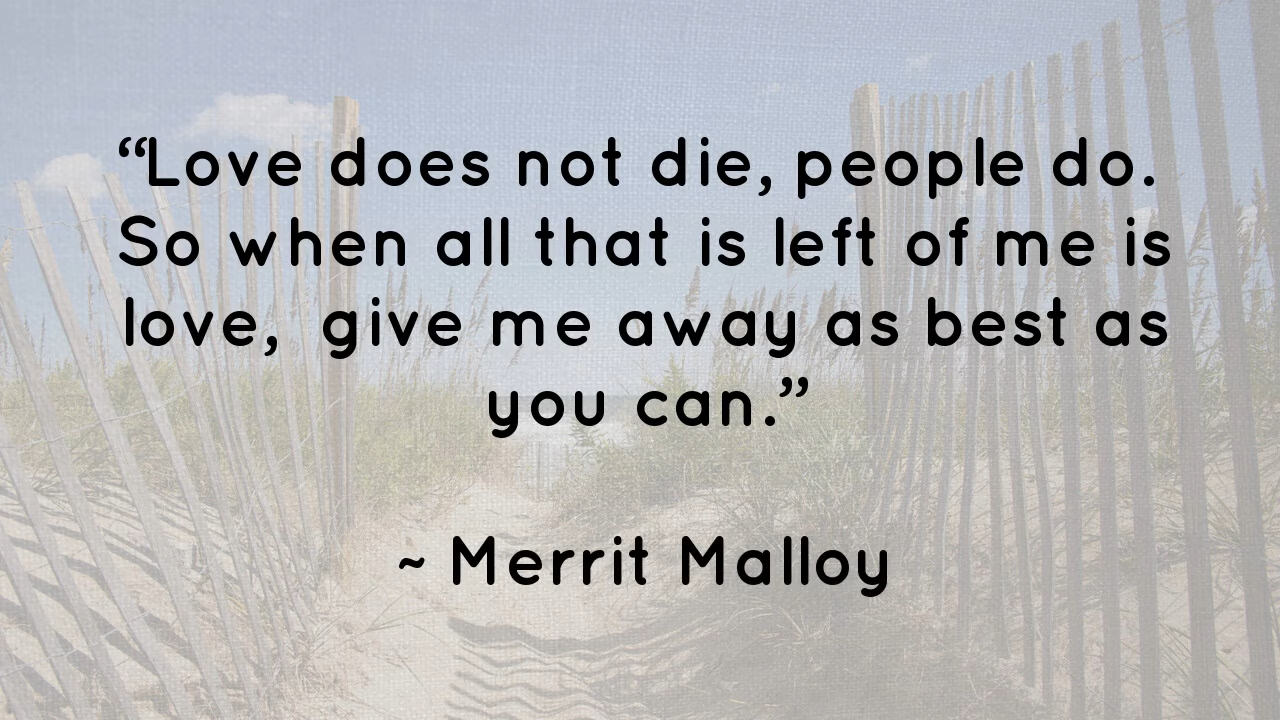 “Love does not die, people do.
So when all that is left of me is
love,  give me away as best as
you can.”
~ Merrit Malloy